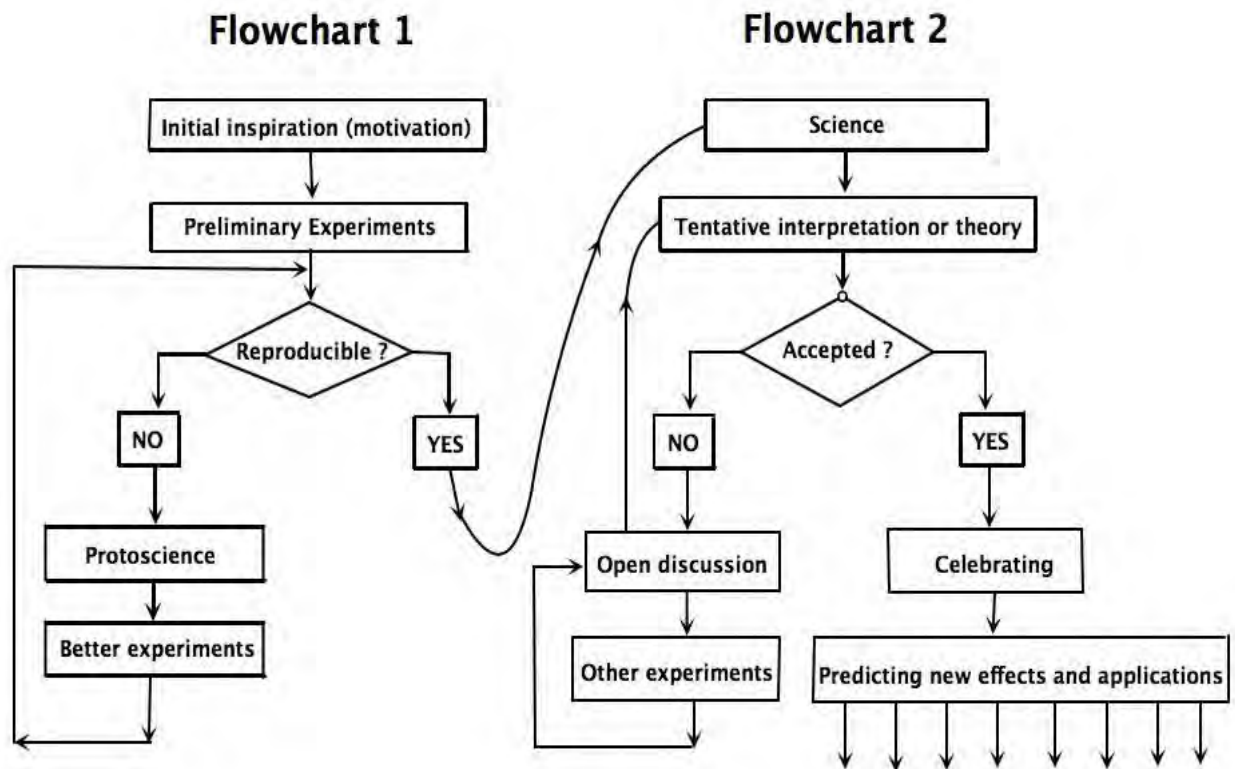 Flowchart 1
Initial inspiration (motivation)
Preliminary Experiments
Reproducible ?
NO
YES
Protoscience
Better experiments
Flowchart 2
Science
Tentative interpretation or theory
Accepted ?
NO
YES
Open discussion
Celebrating
Other experiments
Predicting new effects and applications